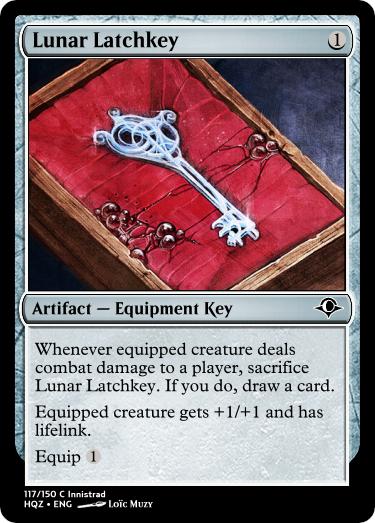 Lunar Latchkey 1
Artifact — Equipment Key
Whenever equipped creature deals
combat damage to a player, sacrifice
Lunar Latchkey. If you do, draw a card.
Equipped creature gets +1/+1 and has
lifelink.
Equip 1
117/150 C Innistrad
HQZ • ENG Loïc Muzy